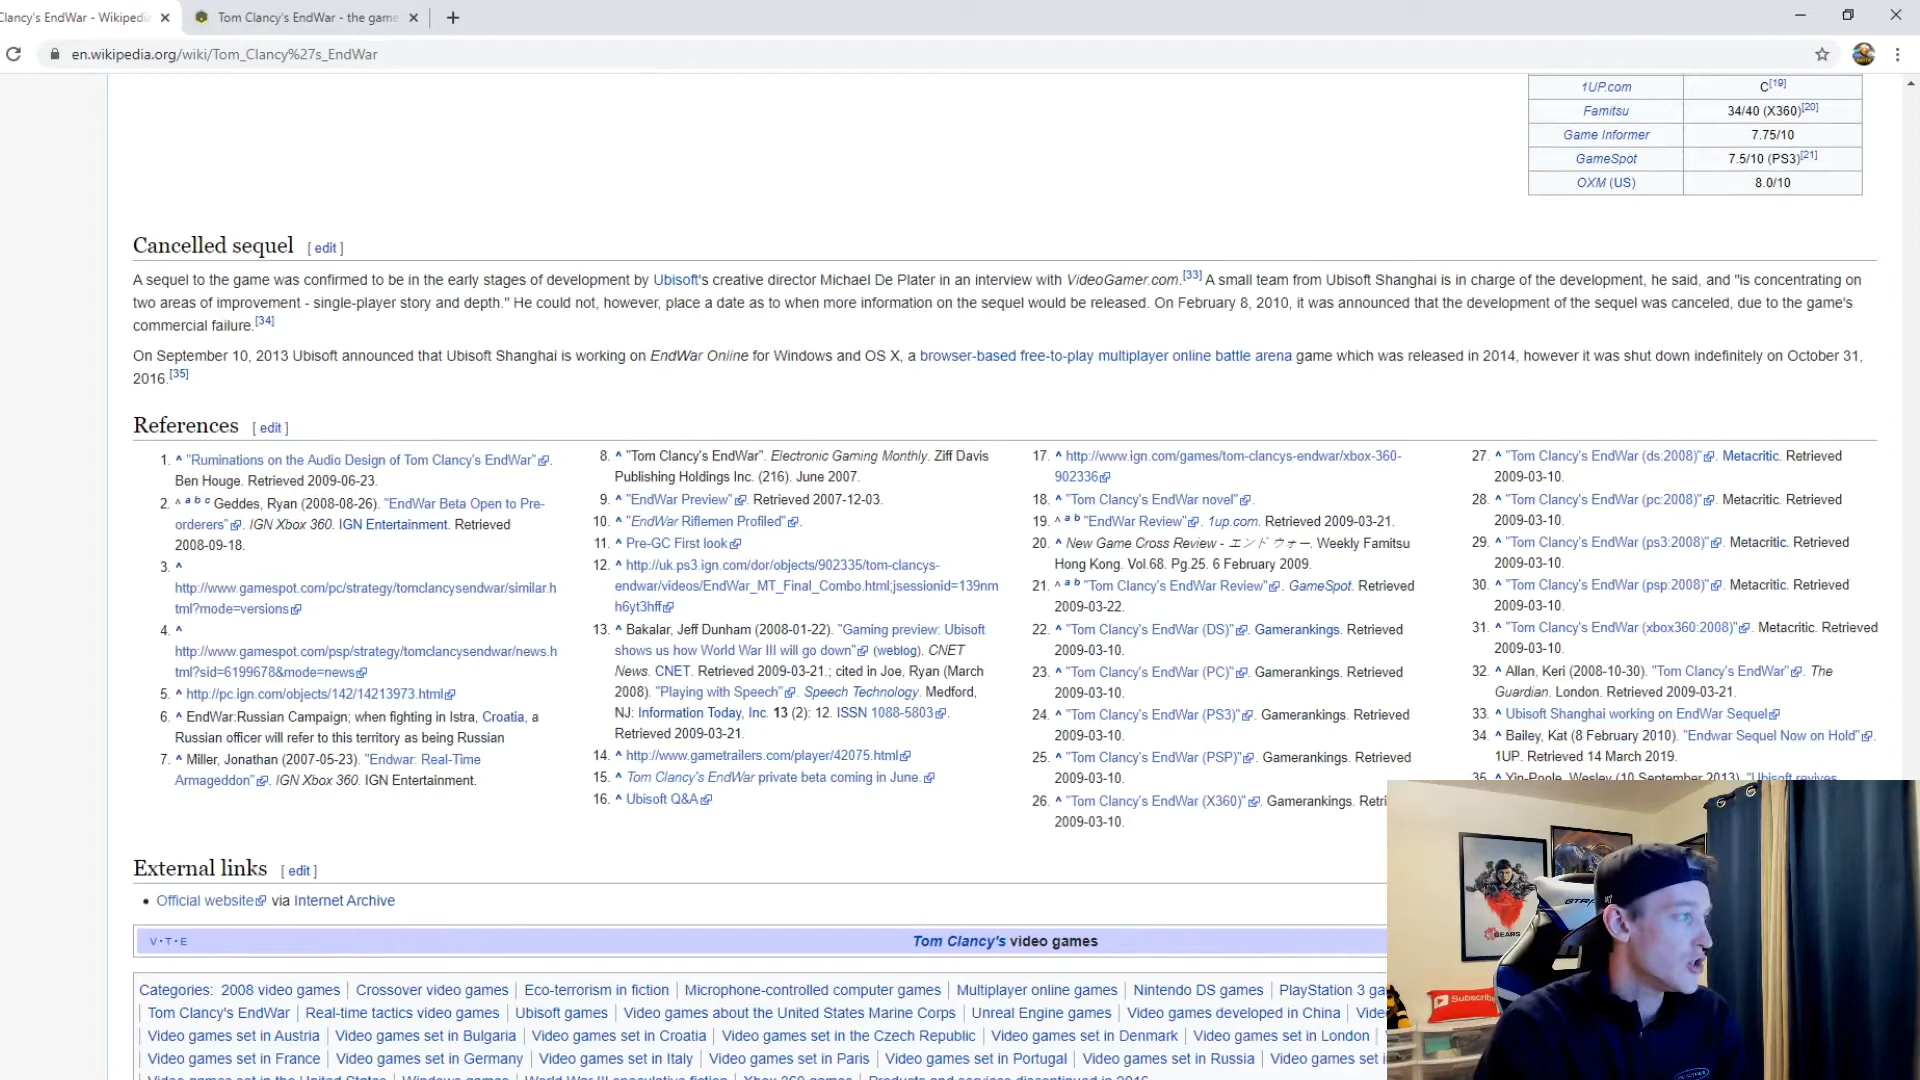 Clancy's EndWar - Wikipedi
Tom Clancy's EndWar - the game
en.wikipedia.org/wiki/Tom_Clancy%27s_EndWar
1UP.com C[19]
Famitsu 34/40 (X360)[20]
Game Informer 7.75/10
GameSpot 7.5/10 (PS3)[21]
OXM (US) 8.0/10
Cancelled sequel [ edit ]
A sequel to the game was confirmed to be in the early stages of development by Ubisoft's creative director Michael De Plater in an interview with VideoGamer.com.[33] A small team from Ubisoft Shanghai is in charge of the development, he said, and "is concentrating on
two areas of improvement - single-player story and depth." He could not, however, place a date as to when more information on the sequel would be released. On February 8, 2010, it was announced that the development of the sequel was canceled, due to the game's
commercial failure.[34]
On September 10, 2013 Ubisoft announced that Ubisoft Shanghai is working on EndWar Online for Windows and OS X, a browser-based free-to-play multiplayer online battle arena game which was released in 2014, however it was shut down indefinitely on October 31,
2016.[35]
References [ edit ]
1. ^ "Ruminations on the Audio Design of Tom Clancy's EndWar".
Ben Houge. Retrieved 2009-06-23.
2. ^ a b c Geddes, Ryan (2008-08-26). "EndWar Beta Open to Pre-
orderers". IGN Xbox 360. IGN Entertainment. Retrieved
2008-09-18.
3. ^
http://www.gamespot.com/pc/strategy/tomclancysendwar/similar.h
tml?mode=versions
4. ^
http://www.gamespot.com/psp/strategy/tomclancysendwar/news.h
tml?sid=6199678&mode=news
5. ^ http://pc.ign.com/objects/142/14213973.html
6. ^ EndWar:Russian Campaign; when fighting in Istra, Croatia, a
Russian officer will refer to this territory as being Russian
7. ^ Miller, Jonathan (2007-05-23). "Endwar: Real-Time
Armageddon". IGN Xbox 360. IGN Entertainment.
8. ^ "Tom Clancy's EndWar". Electronic Gaming Monthly. Ziff Davis
Publishing Holdings Inc. (216). June 2007.
9. ^ "EndWar Preview". Retrieved 2007-12-03.
10. ^ "EndWar Riflemen Profiled".
11. ^ Pre-GC First look
12. ^ http://uk.ps3.ign.com/dor/objects/902335/tom-clancys-
endwar/videos/EndWar_MT_Final_Combo.html;jsessionid=139nm
h6yt3hff
13. ^ Bakalar, Jeff Dunham (2008-01-22). "Gaming preview: Ubisoft
shows us how World War III will go down" (weblog). CNET
News. CNET. Retrieved 2009-03-21.; cited in Joe, Ryan (March
2008). "Playing with Speech". Speech Technology. Medford,
NJ: Information Today, Inc. 13 (2): 12. ISSN 1088-5803.
Retrieved 2009-03-21.
14. ^ http://www.gametrailers.com/player/42075.html
15. ^ Tom Clancy's EndWar private beta coming in June.
16. ^ Ubisoft Q&A
17. ^ http://www.ign.com/games/tom-clancys-endwar/xbox-360-
902336
18. ^ "Tom Clancy's EndWar novel".
19. ^ a b "EndWar Review". 1up.com. Retrieved 2009-03-21.
20. ^ New Game Cross Review - エンド ウォー. Weekly Famitsu
Hong Kong. Vol.68. Pg.25. 6 February 2009.
21. ^ a b "Tom Clancy's EndWar Review". GameSpot. Retrieved
2009-03-22.
22. ^ "Tom Clancy's EndWar (DS)". Gamerankings. Retrieved
2009-03-10.
23. ^ "Tom Clancy's EndWar (PC)". Gamerankings. Retrieved
2009-03-10.
24. ^ "Tom Clancy's EndWar (PS3)". Gamerankings. Retrieved
2009-03-10.
25. ^ "Tom Clancy's EndWar (PSP)". Gamerankings. Retrieved
2009-03-10.
26. ^ "Tom Clancy's EndWar (X360)". Gamerankings. Retri
2009-03-10.
27. ^ "Tom Clancy's EndWar (ds:2008)". Metacritic. Retrieved
2009-03-10.
28. ^ "Tom Clancy's EndWar (pc:2008)". Metacritic. Retrieved
2009-03-10.
29. ^ "Tom Clancy's EndWar (ps3:2008)". Metacritic. Retrieved
2009-03-10.
30. ^ "Tom Clancy's EndWar (psp:2008)". Metacritic. Retrieved
2009-03-10.
31. ^ "Tom Clancy's EndWar (xbox360:2008)". Metacritic. Retrieved
2009-03-10.
32. ^ Allan, Keri (2008-10-30). "Tom Clancy's EndWar". The
Guardian. London. Retrieved 2009-03-21.
33. ^ Ubisoft Shanghai working on EndWar Sequel
34. ^ Bailey, Kat (8 February 2010). "Endwar Sequel Now on Hold".
1UP. Retrieved 14 March 2019.
35. ^ Yin-Poole, Wesley (10 September 2013). "Ubisoft revives
External links [ edit ]
• Official website via Internet Archive
V·T·E Tom Clancy's video games
Categories: 2008 video games | Crossover video games | Eco-terrorism in fiction | Microphone-controlled computer games | Multiplayer online games | Nintendo DS games | PlayStation 3 ga
Tom Clancy's EndWar | Real-time tactics video games | Ubisoft games | Video games about the United States Marine Corps | Unreal Engine games | Video games developed in China | Vide
Video games set in Austria | Video games set in Bulgaria | Video games set in Croatia | Video games set in the Czech Republic | Video games set in Denmark | Video games set in London |
Video games set in France | Video games set in Germany | Video games set in Italy | Video games set in Paris | Video games set in Portugal | Video games set in Russia | Video games set i
Video games set in the United States | Windows games | World War III speculative fiction | Xbox 360 games | Products and services discontinued in 2016
GEARS
GTR
Subscribe